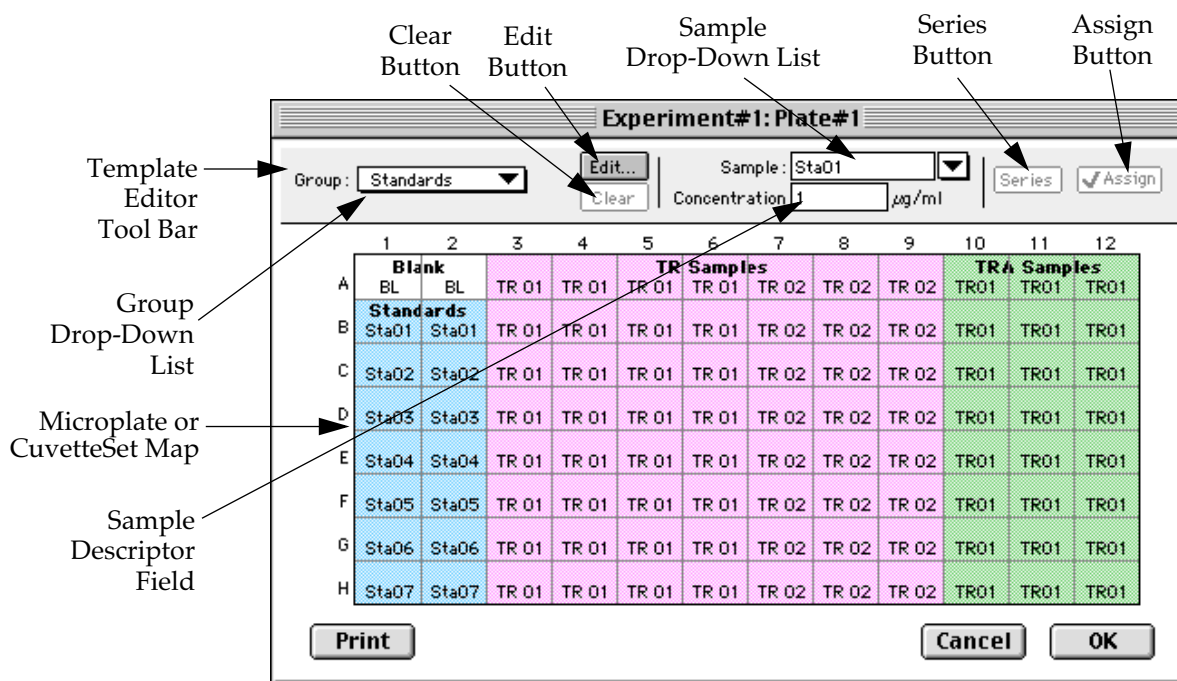 Clear
Button
Edit
Button
Sample
Drop-Down List
Series
Button
Assign
Button
Experiment#1: Plate#1
Template
Editor
Tool Bar
Group: Standards
Edit...
Clear
Sample: Sta01
Concentration 1 µg/ml
Series
Assign
Group
Drop-Down
List
Microplate or
CuvetteSet Map
Sample
Descriptor
Field
1 2 3 4 5 6 7 8 9 10 11 12
Blank TR Samples TRA Samples
A BL BL TR 01 TR 01 TR 01 TR 01 TR 02 TR 02 TR 02 TR01 TR01 TR01
Standards
B Sta01 Sta01 TR 01 TR 01 TR 01 TR 01 TR 02 TR 02 TR 02 TR01 TR01 TR01
C Sta02 Sta02 TR 01 TR 01 TR 01 TR 01 TR 02 TR 02 TR 02 TR01 TR01 TR01
D Sta03 Sta03 TR 01 TR 01 TR 01 TR 01 TR 02 TR 02 TR 02 TR01 TR01 TR01
E Sta04 Sta04 TR 01 TR 01 TR 01 TR 01 TR 02 TR 02 TR 02 TR01 TR01 TR01
F Sta05 Sta05 TR 01 TR 01 TR 01 TR 01 TR 02 TR 02 TR 02 TR01 TR01 TR01
G Sta06 Sta06 TR 01 TR 01 TR 01 TR 01 TR 02 TR 02 TR 02 TR01 TR01 TR01
H Sta07 Sta07 TR 01 TR 01 TR 01 TR 01 TR 02 TR 02 TR 02 TR01 TR01 TR01
Print
Cancel
OK